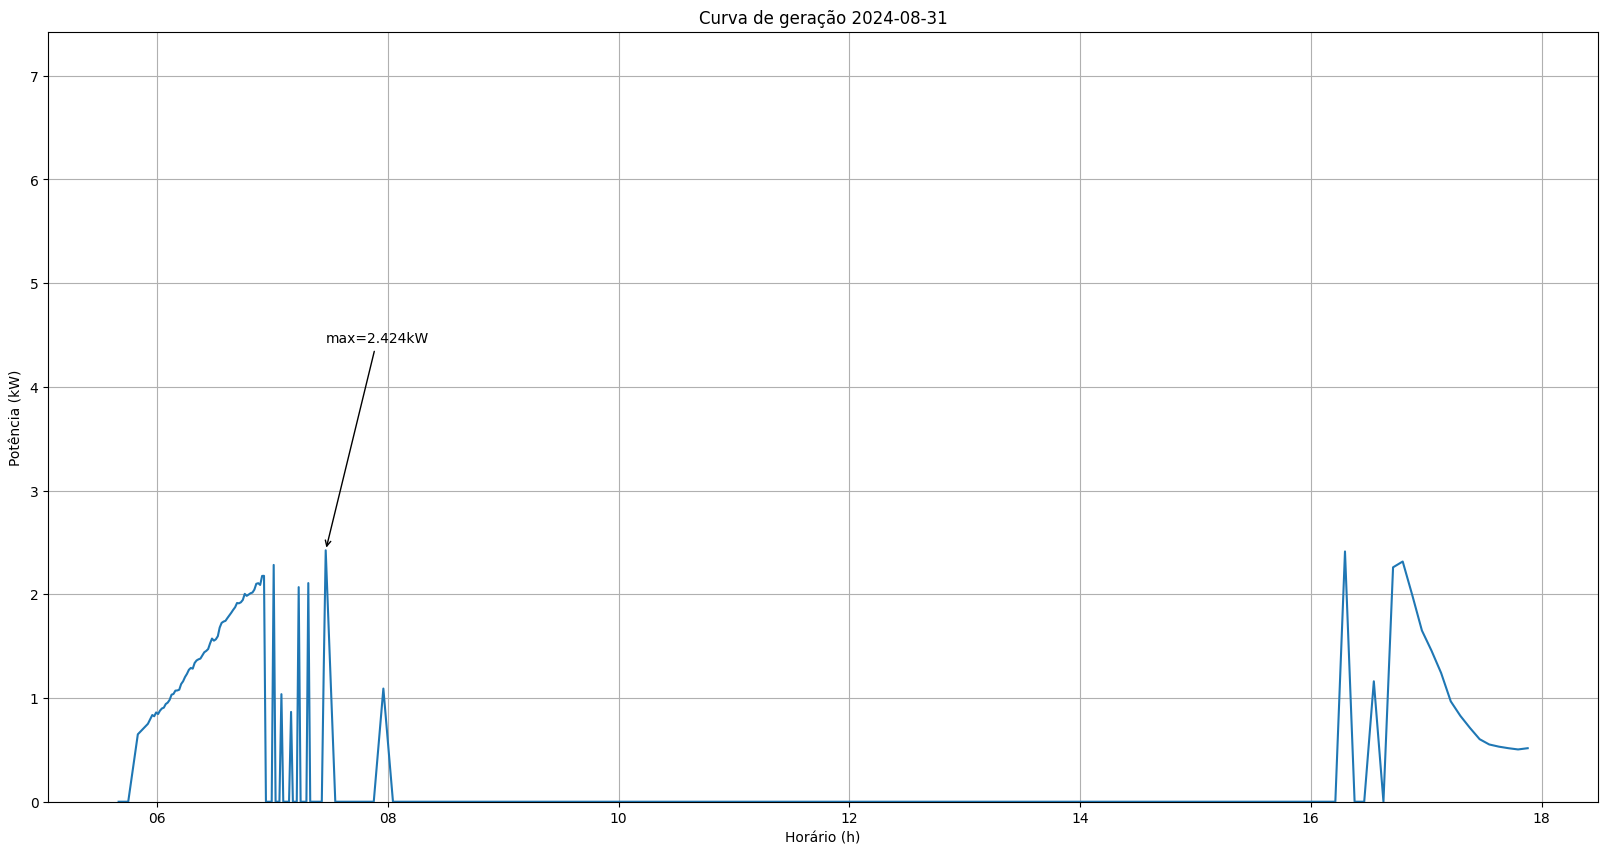 Curva de geração 2024-08-31
7
6
5
4
3
2
1
0
Potência (kW)
max=2.424kW
06 08 10 12 14 16 18
Horário (h)